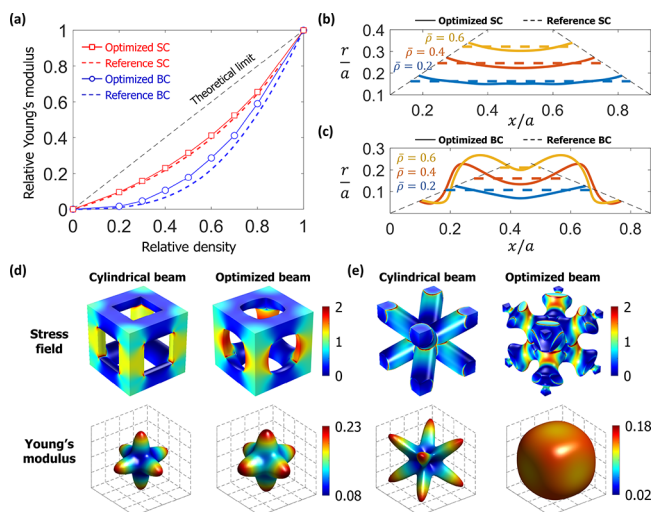 (a)
Relative Young's modulus
1
0.8
0.6
0.4
0.2
0
Optimized SC
Reference SC
Optimized BC
Reference BC
Theoretical limit
0 0.2 0.4 0.6 0.8 1
Relative density
(b)
Optimized SC Reference SC
r/a
0.4
0.3
0.2
0.1
ρ̄ = 0.6
ρ̄ = 0.4
ρ̄ = 0.2
0.2 0.4 0.6 0.8
x/a
(c)
Optimized BC Reference BC
r/a
0.3
0.2
0.1
ρ̄ = 0.6
ρ̄ = 0.4
ρ̄ = 0.2
0 0.2 0.4 0.6 0.8 1
x/a
(d)
Cylindrical beam Optimized beam
Stress
field
2
1
0
Young's
modulus
0.23
0.08
(e)
Cylindrical beam Optimized beam
2
1
0
0.18
0.02